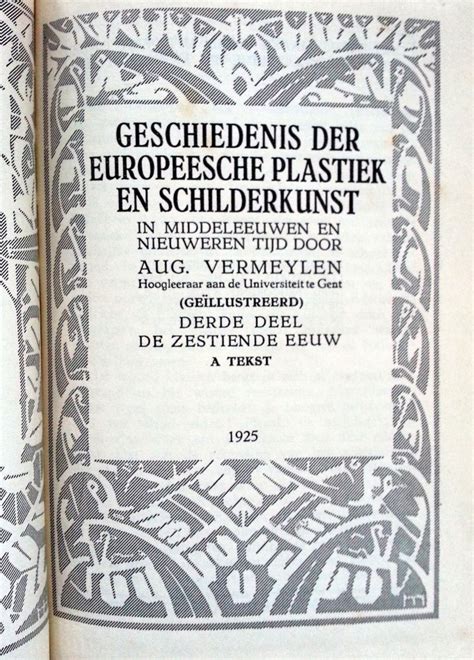 GESCHIEDENIS DER
EUROPEESCHE PLASTIEK
EN SCHILDERKUNST
IN MIDDELEEUWEN EN
NIEUWEREN TIJD DOOR
AUG. VERMEYLEN
Hoogleeraar aan de Universiteit te Gent
(GEÏLLUSTREERD)
DERDE DEEL
DE ZESTIENDE EEUW
A TEKST
1925